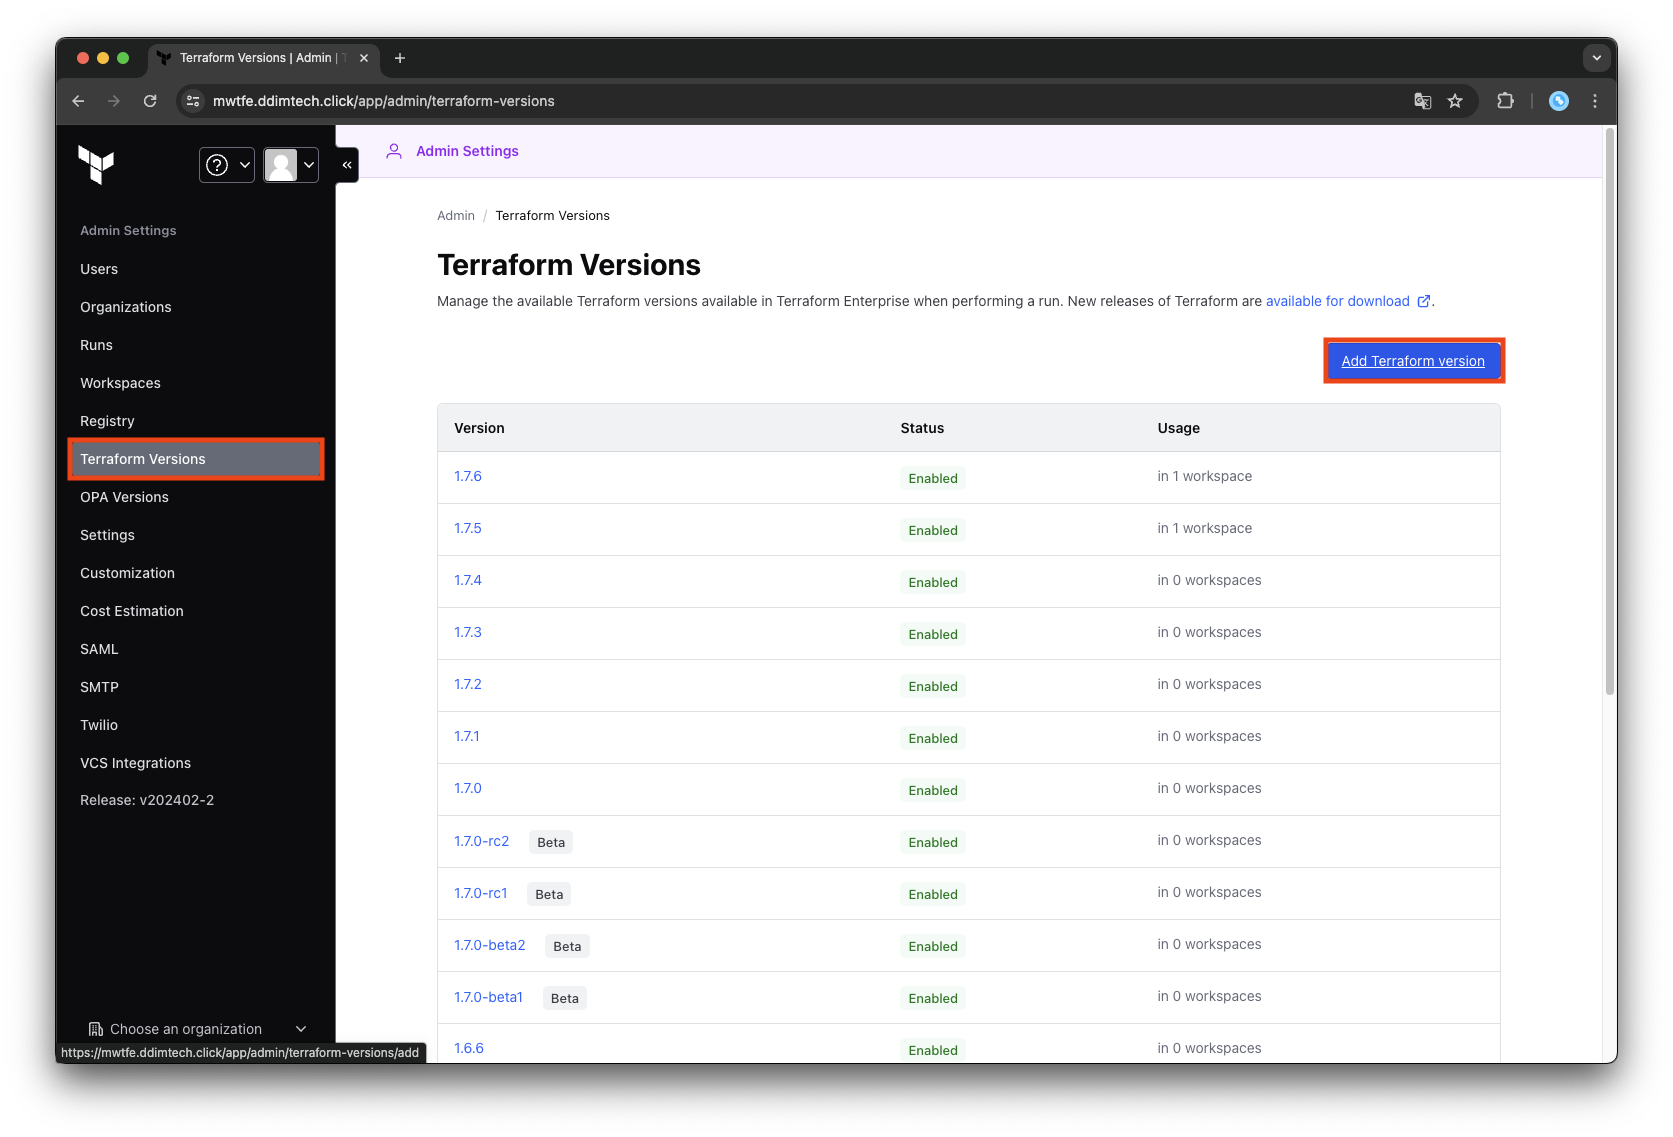 Terraform Versions | Admin |
mwtfe.ddimtech.click/app/admin/terraform-versions
Admin Settings
Users
Organizations
Runs
Workspaces
Registry
Terraform Versions
OPA Versions
Settings
Customization
Cost Estimation
SAML
SMTP
Twilio
VCS Integrations
Release: v202402-2
Choose an organization
https://mwtfe.ddimtech.click/app/admin/terraform-versions/add
Admin Settings
Admin / Terraform Versions
Terraform Versions
Manage the available Terraform versions available in Terraform Enterprise when performing a run. New releases of Terraform are available for download.
Add Terraform version
Version Status Usage
1.7.6 Enabled in 1 workspace
1.7.5 Enabled in 1 workspace
1.7.4 Enabled in 0 workspaces
1.7.3 Enabled in 0 workspaces
1.7.2 Enabled in 0 workspaces
1.7.1 Enabled in 0 workspaces
1.7.0 Enabled in 0 workspaces
1.7.0-rc2 Beta Enabled in 0 workspaces
1.7.0-rc1 Beta Enabled in 0 workspaces
1.7.0-beta2 Beta Enabled in 0 workspaces
1.7.0-beta1 Beta Enabled in 0 workspaces
1.6.6 Enabled in 0 workspaces